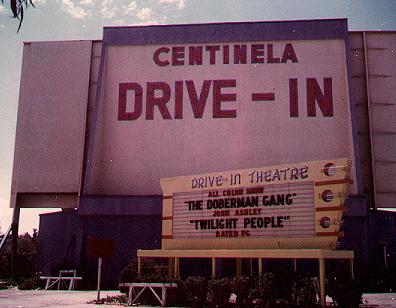 CENTINELA
DRIVE-IN
DRIVE-IN THEATRE
ALL COLOR SHOW
"THE DOBERMAN GANG"
JOHN ASHLEY
"TWILIGHT PEOPLE"
RATED PG